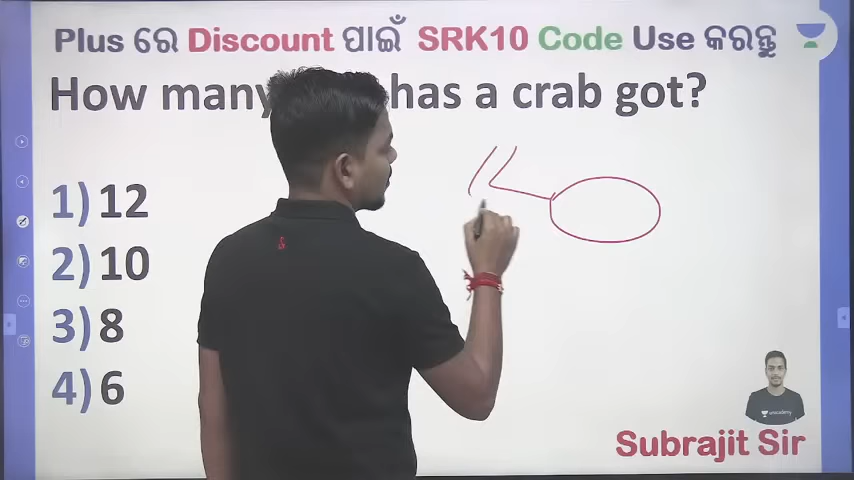 Plus ରେ Discount ପାଇଁ SRK10 Code Use କରନ୍ତୁ
How many has a crab got?
1) 12
2) 10
3) 8
4) 6
Subrajit Sir